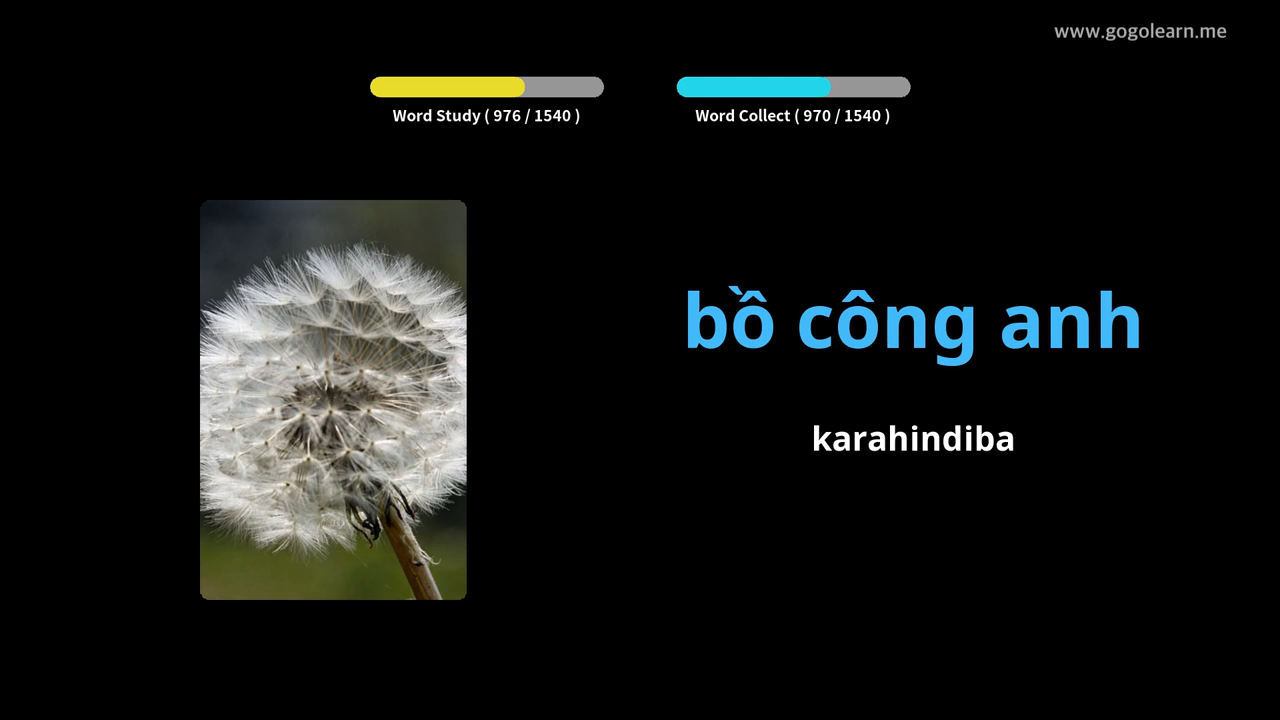 www.gogolearn.me
Word Study ( 976 / 1540 )
Word Collect ( 970 / 1540 )
bồ công anh
karahindiba